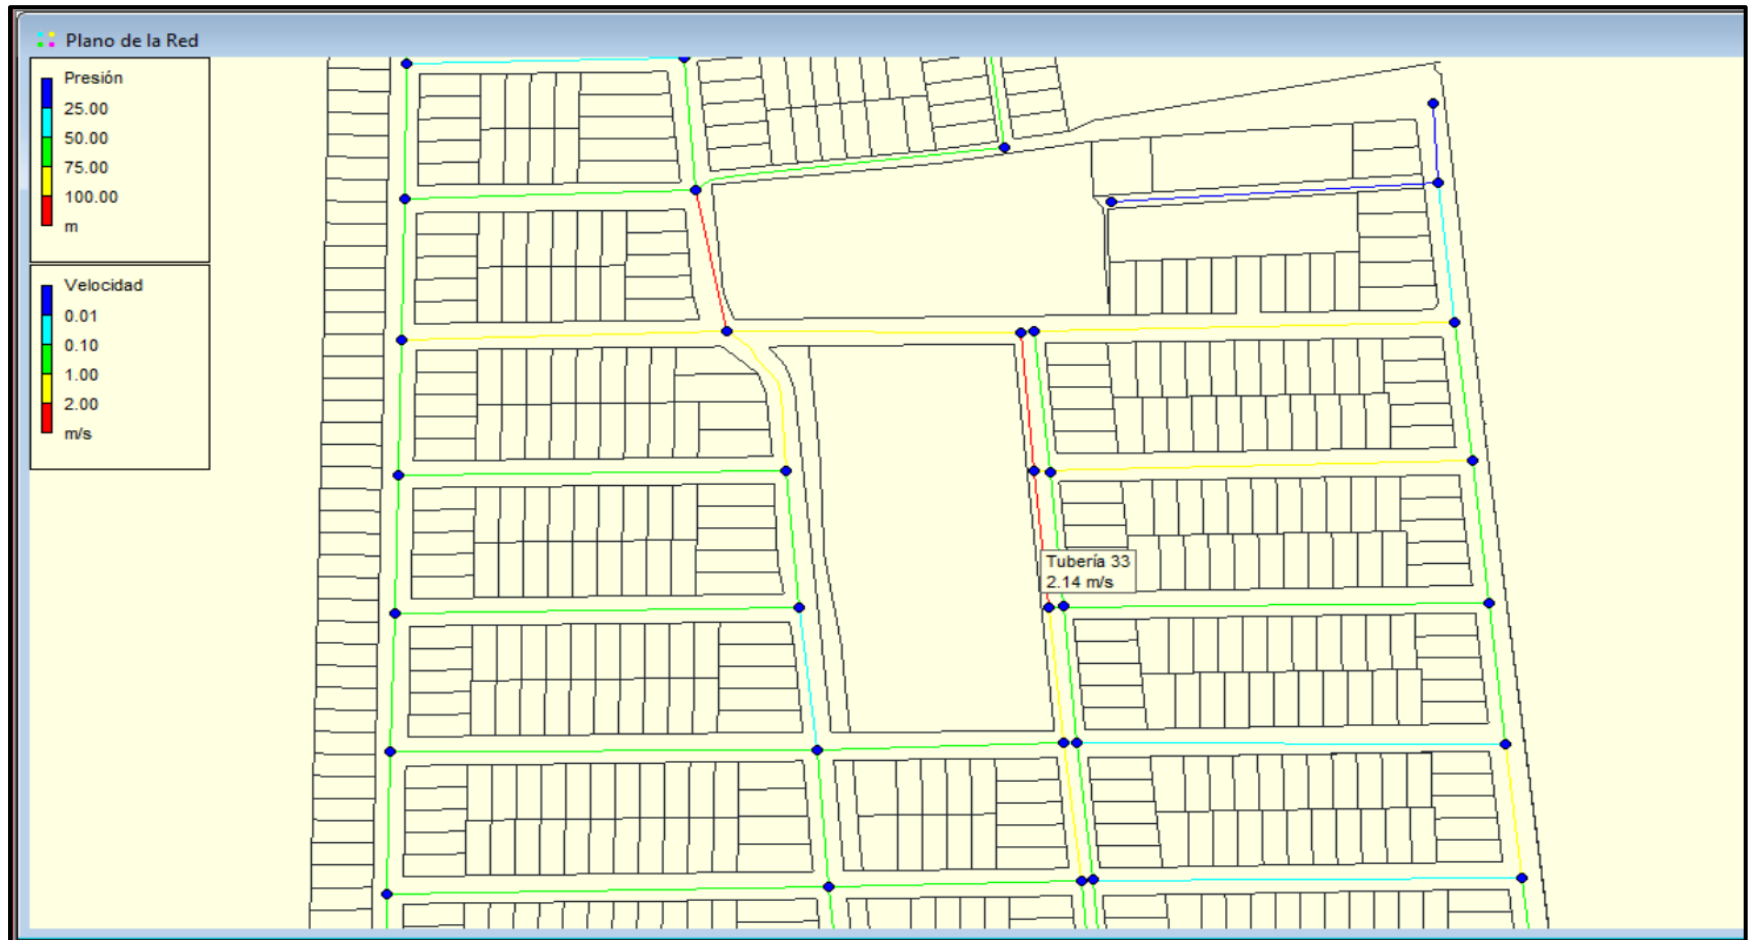 Plano de la Red
Presión
25.00
50.00
75.00
100.00
m
Velocidad
0.01
0.10
1.00
2.00
m/s
Tubería 33
2.14 m/s